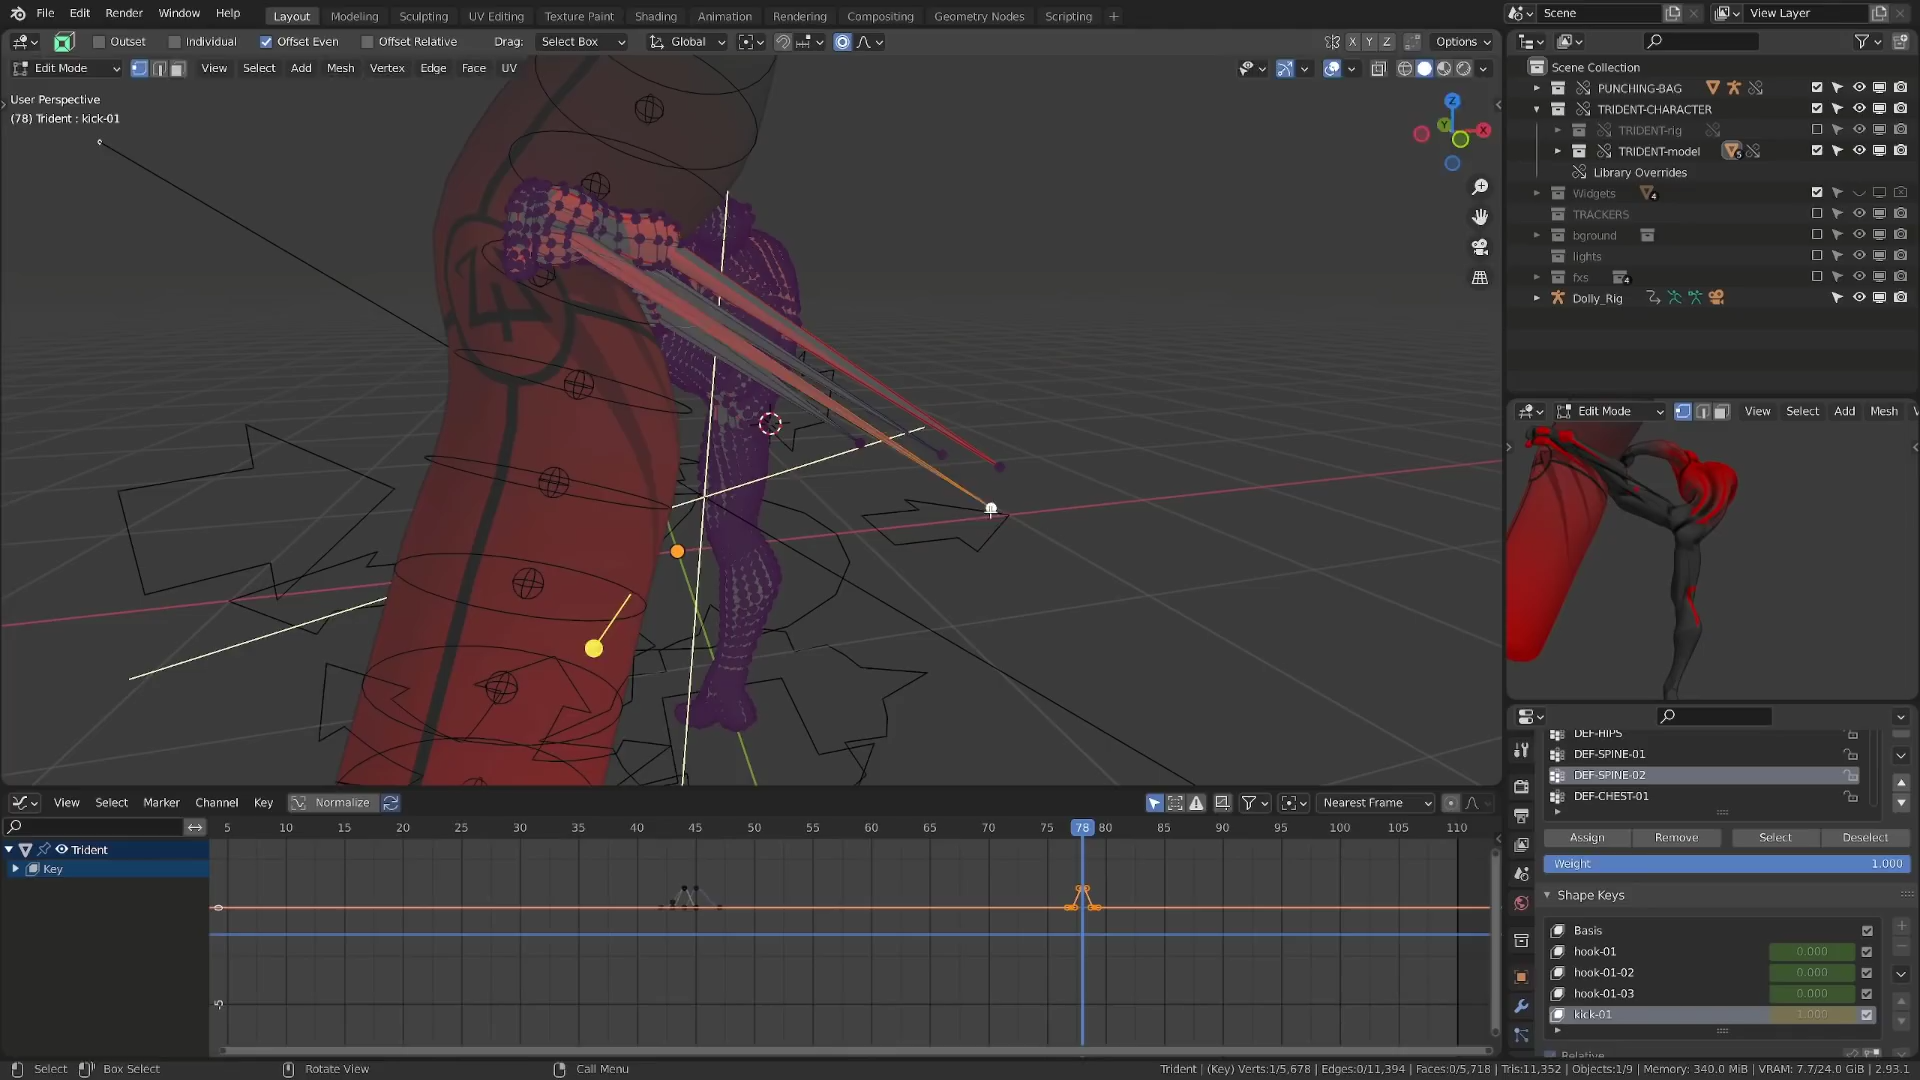 File Edit Render Window Help
Layout Modeling Sculpting UV Editing Texture Paint Shading Animation Rendering Compositing Geometry Nodes Scripting +
Scene
View Layer
Outset Individual Offset Even Offset Relative Drag: Select Box Global X Y Z Options
Edit Mode View Select Add Mesh Vertex Edge Face UV
User Perspective
(78) Trident : kick-01
Z
Y
X
4
Scene Collection
PUNCHING-BAG
TRIDENT-CHARACTER
TRIDENT-rig
TRIDENT-model 5
Library Overrides
Widgets 4
TRACKERS
bground
lights
fxs 4
Dolly_Rig
Edit Mode View Select Add Mesh V
DEF-HIPS
DEF-SPINE-01
DEF-SPINE-02
DEF-CHEST-01
Assign Remove Select Deselect
Weight 1.000
Shape Keys
Basis
hook-01 0.000
hook-01-02 0.000
hook-01-03 0.000
kick-01 1.000
Relative
View Select Marker Channel Key Normalize Nearest Frame
5 10 15 20 25 30 35 40 45 50 55 60 65 70 75 78 80 85 90 95 100 105 110
Trident
Key
0
-5
Select Box Select Rotate View Call Menu
Trident | (Key) Verts:1/5,678 | Edges:0/11,394 | Faces:0/5,718 | Tris:11,352 | Objects:1/9 | Memory: 340.0 MiB | VRAM: 7.7/24.0 GiB | 2.93.1